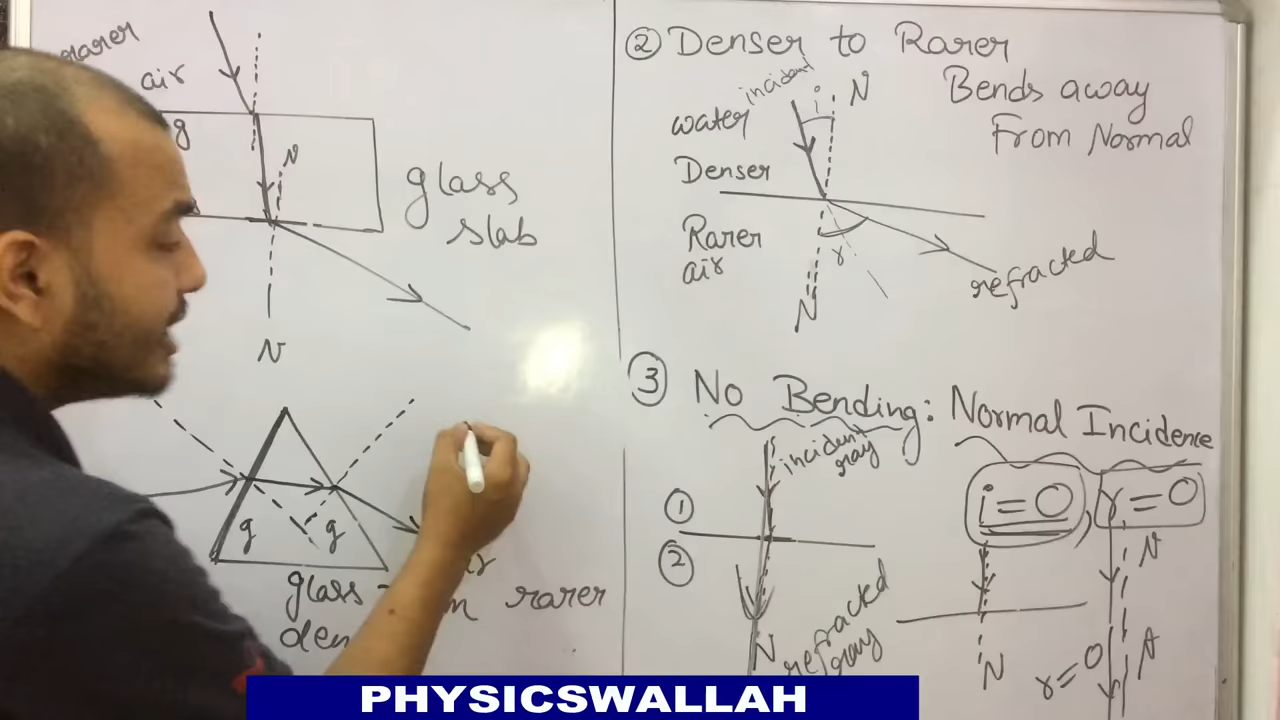 rarer
air
g
N
glass
slab
N
g
g
glass
rarer
② Denser to Rarer
Bends away
From Normal
incident
i
N
water
Denser
Rarer
air
r
refracted
N
③ No Bending: Normal Incidence
incident
ray
①
②
i = 0, r = 0
N
refracted
ray
N
N
r = 0
N
PHYSICSWALLAH